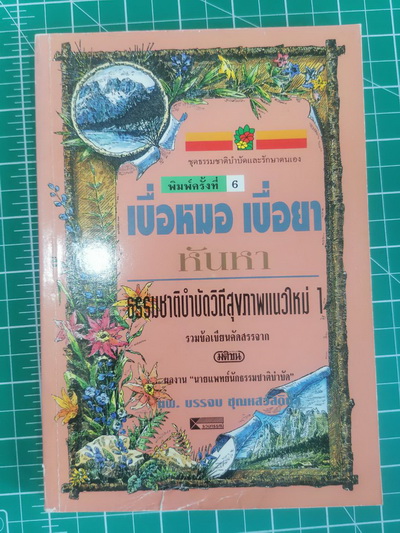 ชุดธรรมชาติบำบัดและรักษาตนเอง
พิมพ์ครั้งที่ 6
เบื่อหมอ เบื่อยา
หันหา
ธรรมชาติบำบัดวิถีสุขภาพแนวใหม่ 1
รวมข้อเขียนคัดสรรจาก
มติชน
ผลงาน "นายแพทย์นักธรรมชาติบำบัด"
นพ. บรรจบ ชุณหสวัสดิกุล